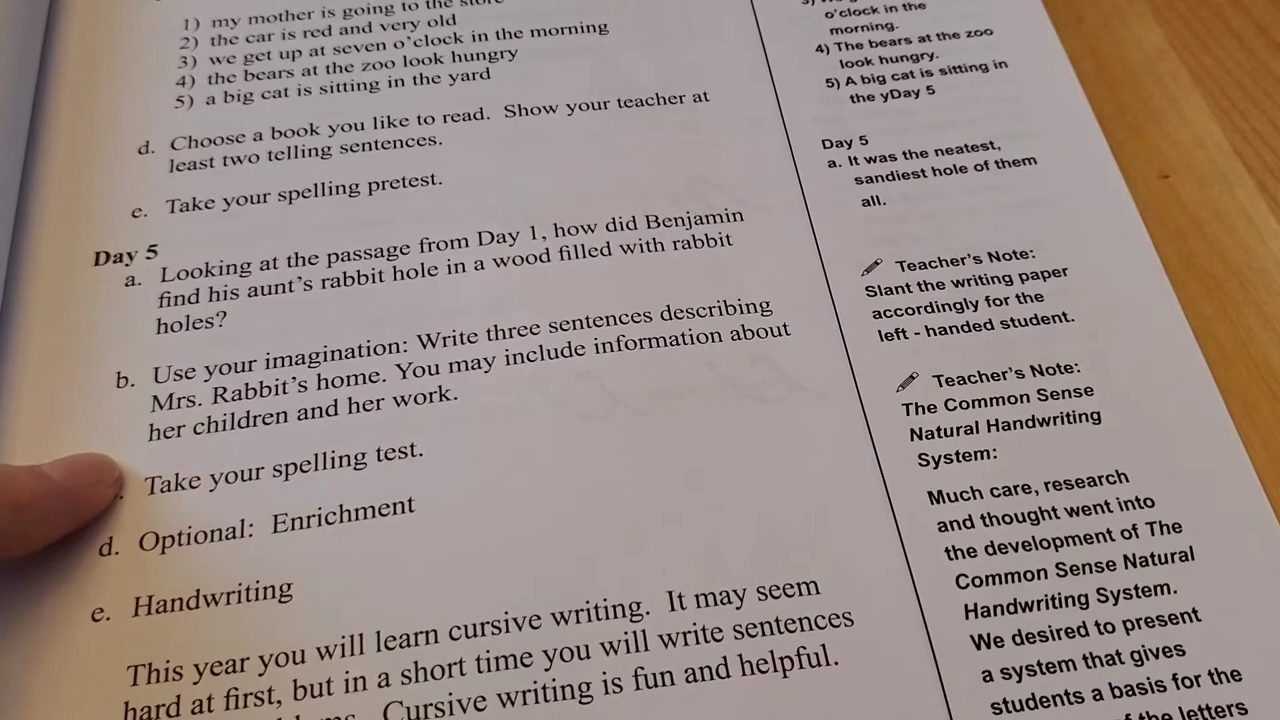 1) my mother is going to the store
2) the car is red and very old
3) we get up at seven o'clock in the morning
4) the bears at the zoo look hungry
5) a big cat is sitting in the yard
d. Choose a book you like to read. Show your teacher at
least two telling sentences.
e. Take your spelling pretest.
Day 5
a. Looking at the passage from Day 1, how did Benjamin
find his aunt's rabbit hole in a wood filled with rabbit
holes?
b. Use your imagination: Write three sentences describing
Mrs. Rabbit's home. You may include information about
her children and her work.
Take your spelling test.
d. Optional: Enrichment
e. Handwriting
This year you will learn cursive writing. It may seem
hard at first, but in a short time you will write sentences
Cursive writing is fun and helpful.
o'clock in the
morning.
4) The bears at the zoo
look hungry.
5) A big cat is sitting in
the yDay 5
Day 5
a. It was the neatest,
sandiest hole of them
all.
Teacher's Note:
Slant the writing paper
accordingly for the
left - handed student.
Teacher's Note:
The Common Sense
Natural Handwriting
System:
Much care, research
and thought went into
the development of The
Common Sense Natural
Handwriting System.
We desired to present
a system that gives
students a basis for the
of the letters